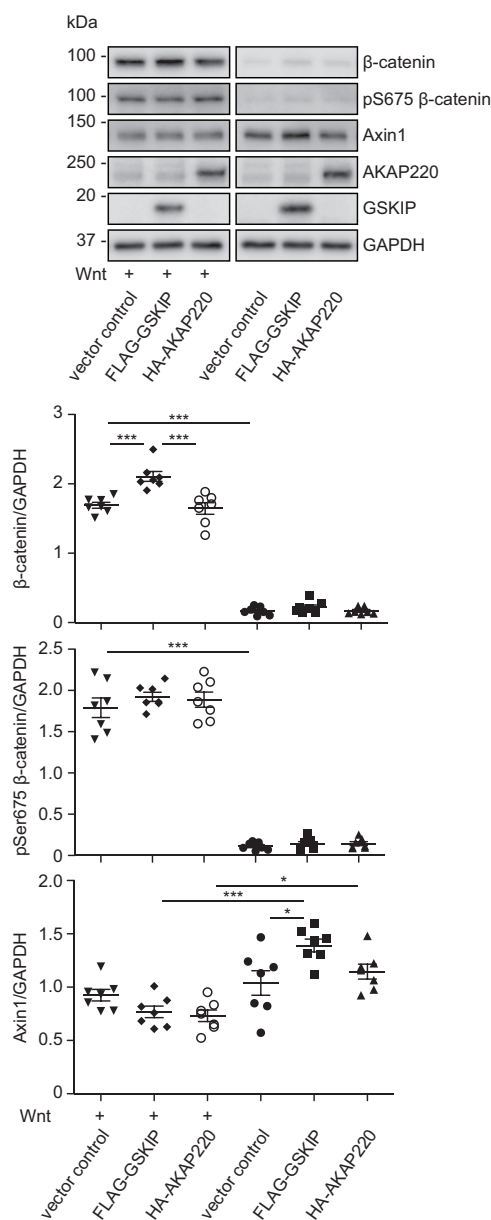 kDa
100 - β-catenin
100 - pS675 β-catenin
150 - Axin1
250 - AKAP220
20 - GSKIP
37 - GAPDH
Wnt + + +
vector control FLAG-GSKIP HA-AKAP220 vector control FLAG-GSKIP HA-AKAP220
β-catenin/GAPDH
3
2
1
0
***
*** ***
pSer675 β-catenin/GAPDH
2.5
2.0
1.5
1.0
0.5
0
***
Axin1/GAPDH
2.0
1.5
1.0
0.5
0
*
***
*
Wnt + + +
vector control FLAG-GSKIP HA-AKAP220 vector control FLAG-GSKIP HA-AKAP220